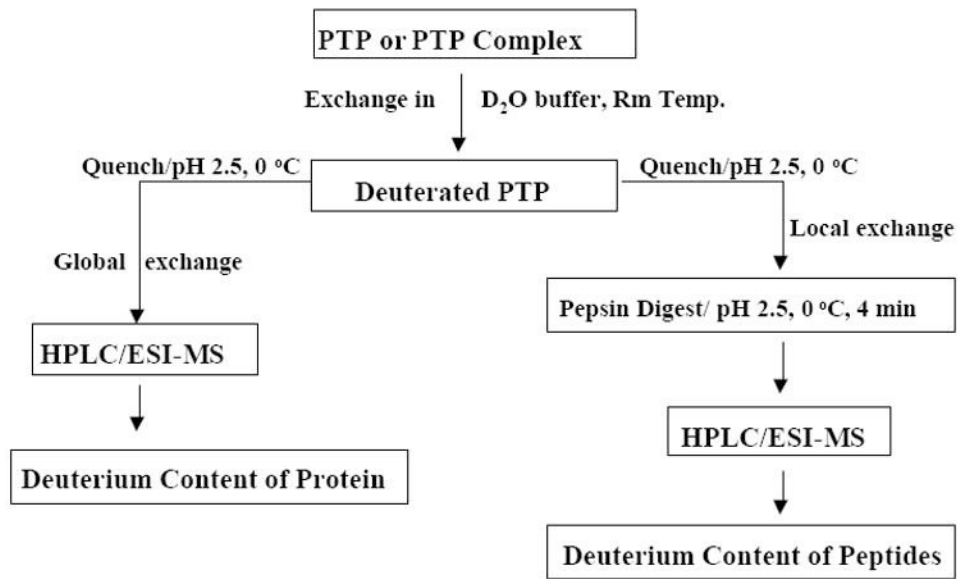 PTP or PTP Complex
Exchange in D₂O buffer, Rm Temp.
Quench/pH 2.5, 0 °C
Quench/pH 2.5, 0 °C
Deuterated PTP
Local exchange
Global exchange
Pepsin Digest/ pH 2.5, 0 °C, 4 min
HPLC/ESI-MS
HPLC/ESI-MS
Deuterium Content of Protein
Deuterium Content of Peptides